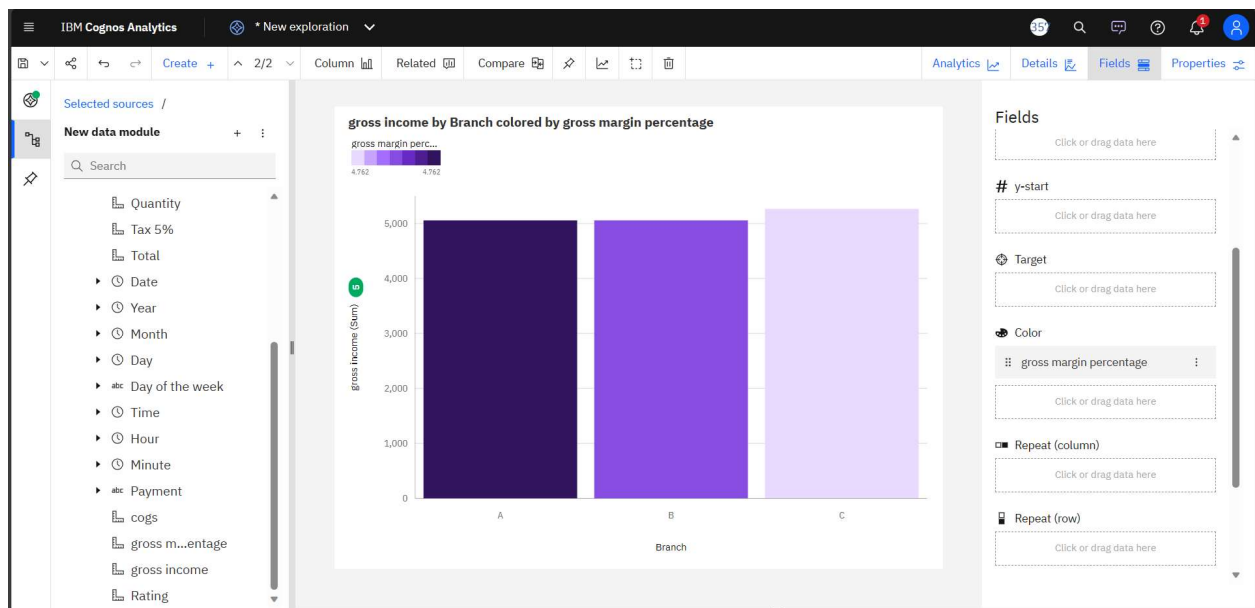 IBM Cognos Analytics
* New exploration
35°
1
Create +
2/2
Column
Related
Compare
Analytics
Details
Fields
Properties
Selected sources /
New data module
Search
Quantity
Tax 5%
Total
Date
Year
Month
Day
abc Day of the week
Time
Hour
Minute
abc Payment
cogs
gross m...entage
gross income
Rating
gross income by Branch colored by gross margin percentage
gross margin perc...
4.762 4.762
5,000
4,000
3,000
2,000
1,000
0
gross income (Sum)
5
A B C
Branch
Fields
Click or drag data here
# y-start
Click or drag data here
Target
Click or drag data here
Color
gross margin percentage
Click or drag data here
Repeat (column)
Click or drag data here
Repeat (row)
Click or drag data here